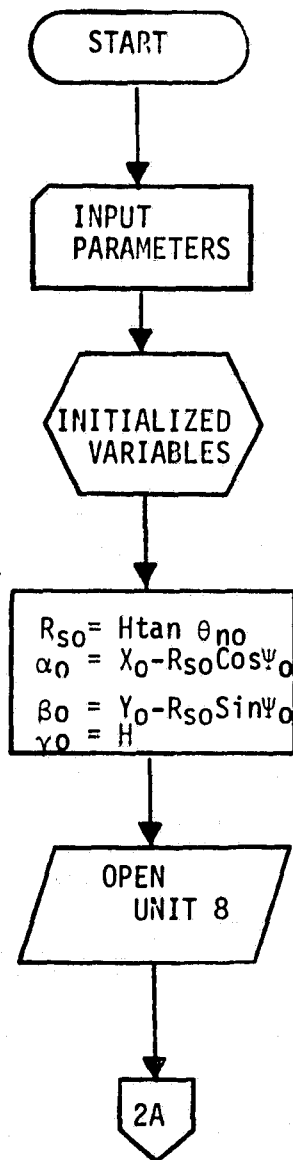 START
INPUT
PARAMETERS
INITIALIZED
VARIABLES
Rso= Htan θno
αo = Xo-RsoCosΨo
βo = Yo-RsoSinΨo
γo = H
OPEN
UNIT 8
2A